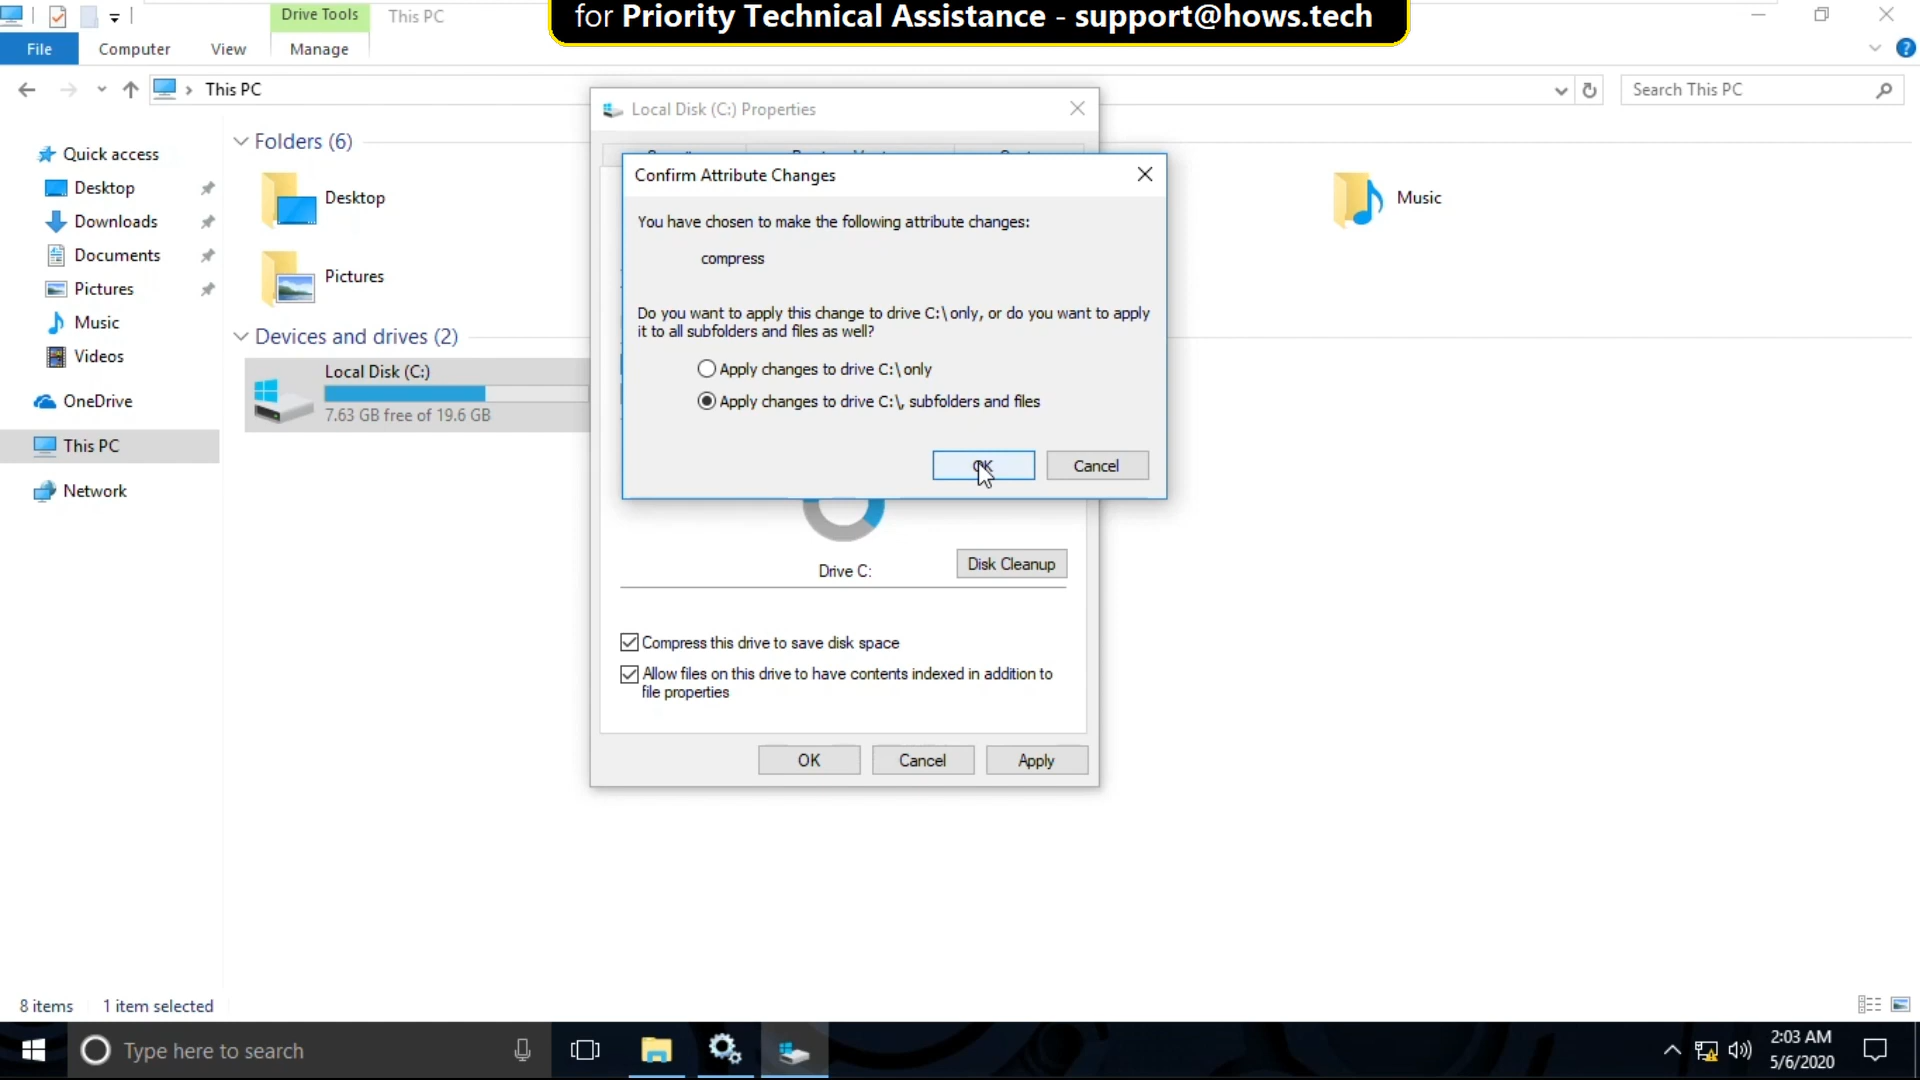 for Priority Technical Assistance - support@hows.tech
Drive Tools
This PC
File
Computer
View
Manage
This PC
Search This PC
Quick access
Desktop
Downloads
Documents
Pictures
Music
Videos
OneDrive
This PC
Network
Folders (6)
Desktop
Pictures
Music
Devices and drives (2)
Local Disk (C:)
7.63 GB free of 19.6 GB
Local Disk (C:) Properties
Confirm Attribute Changes
You have chosen to make the following attribute changes:
compress
Do you want to apply this change to drive C:\ only, or do you want to apply
it to all subfolders and files as well?
Apply changes to drive C:\ only
Apply changes to drive C:\, subfolders and files
OK
Cancel
Drive C:
Disk Cleanup
Compress this drive to save disk space
Allow files on this drive to have contents indexed in addition to
file properties
OK
Cancel
Apply
8 items
1 item selected
Type here to search
2:03 AM
5/6/2020